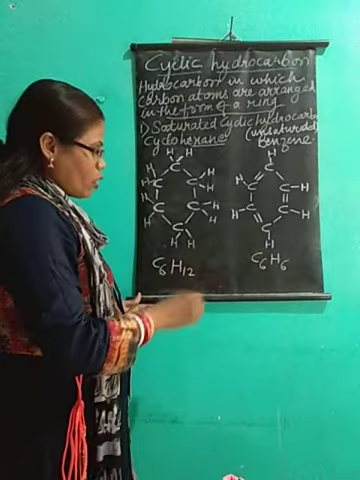 Cyclic hydrocarbon
Hydrocarbon in which
carbon atoms are arranged
in the form of a ring
1) Saturated Cyclic hydrocarbon
(unsaturated)
Cyclohexane
Benzene
H H
C
H H
H C C H
H H
H C C H
H H
C
H H
C6H12
H
C
H C C H
H C C H
C
H
C6H6